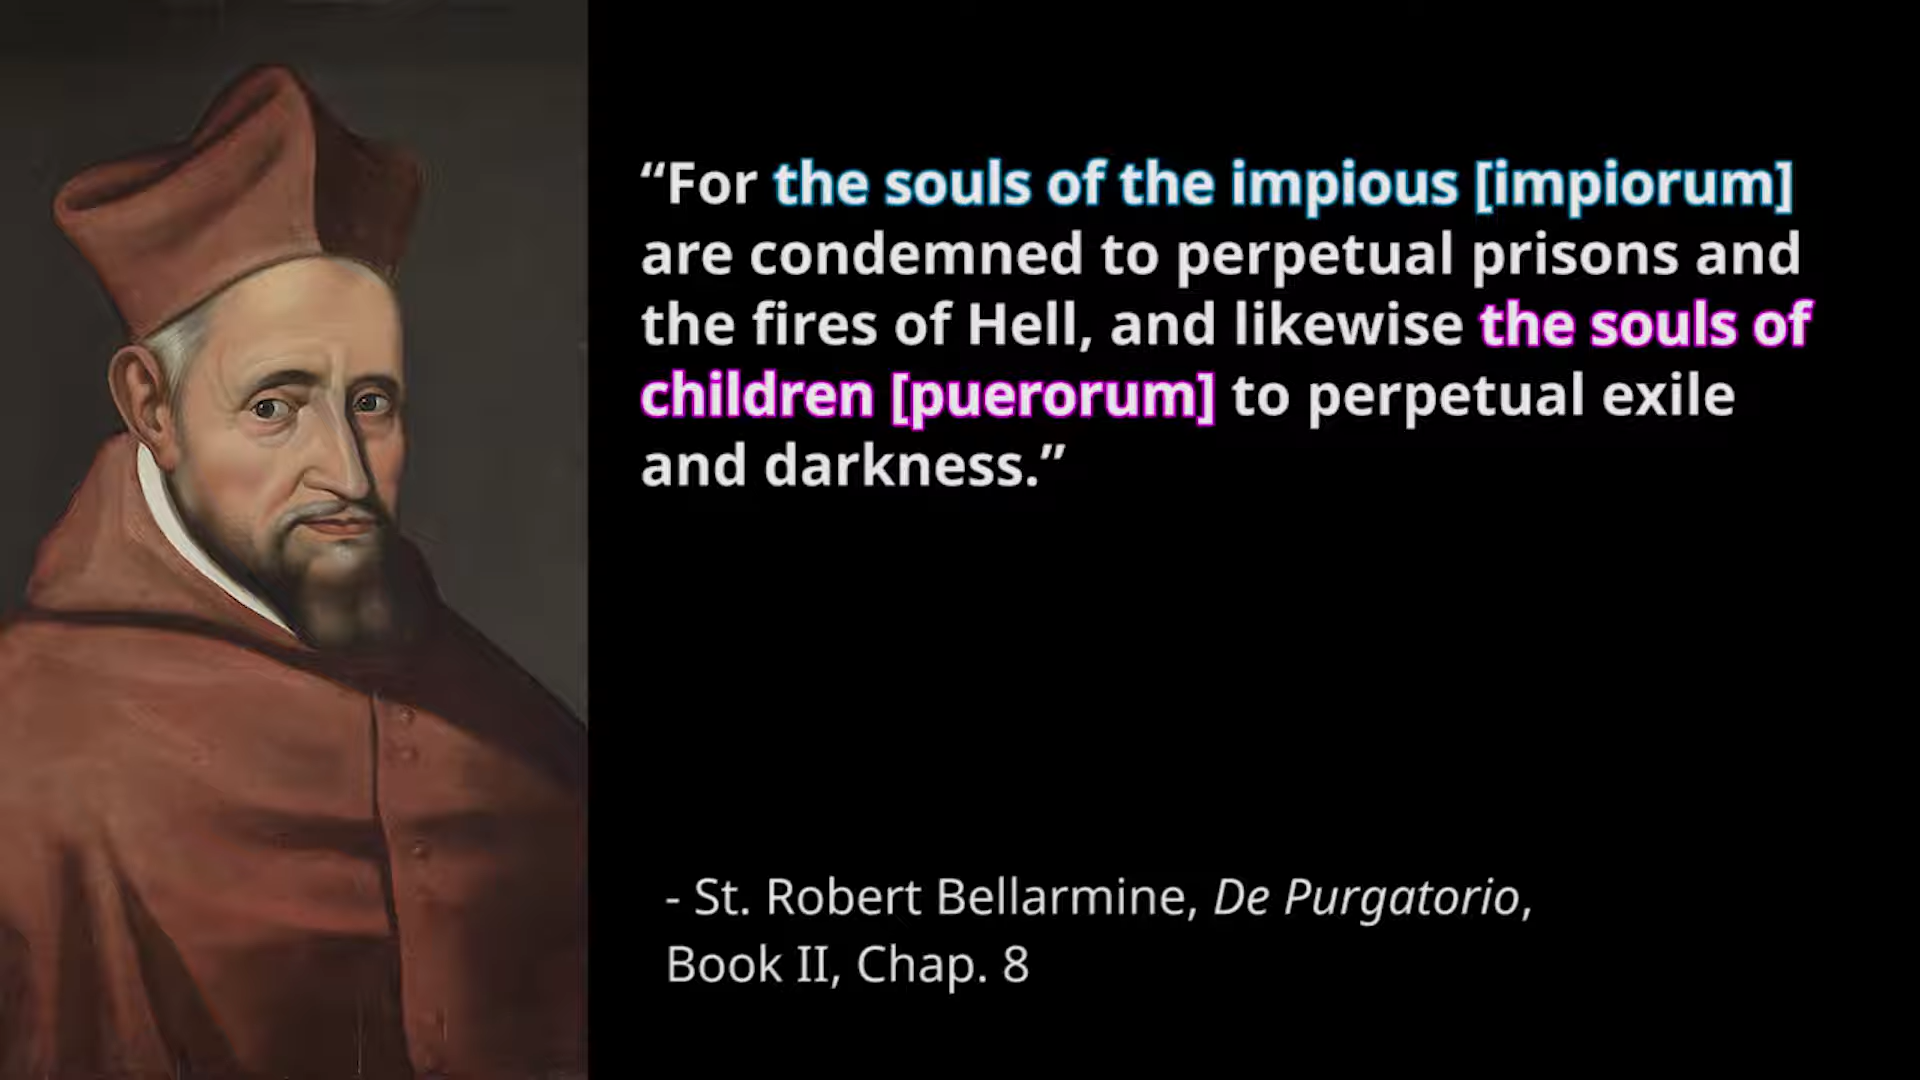 “For the souls of the impious [impiorum]
are condemned to perpetual prisons and
the fires of Hell, and likewise the souls of
children [puerorum] to perpetual exile
and darkness.”
- St. Robert Bellarmine, De Purgatorio,
Book II, Chap. 8